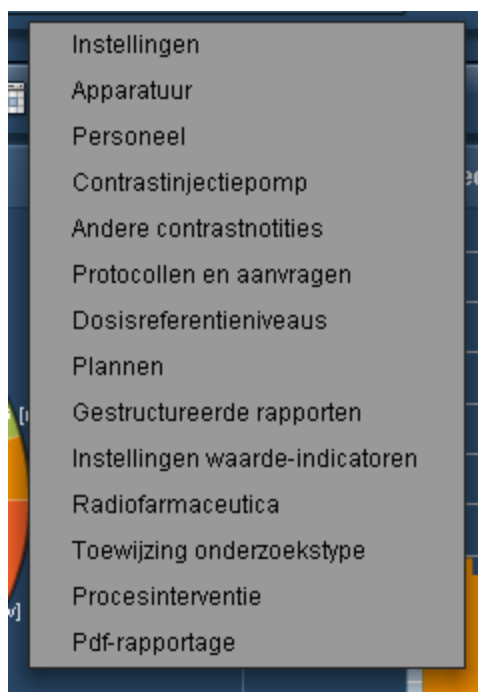 Instellingen
Apparatuur
Personeel
Contrastinjectiepomp
Andere contrastnotities
Protocollen en aanvragen
Dosisreferentieniveaus
Plannen
Gestructureerde rapporten
Instellingen waarde-indicatoren
Radiofarmaceutica
Toewijzing onderzoekstype
Procesinterventie
Pdf-rapportage